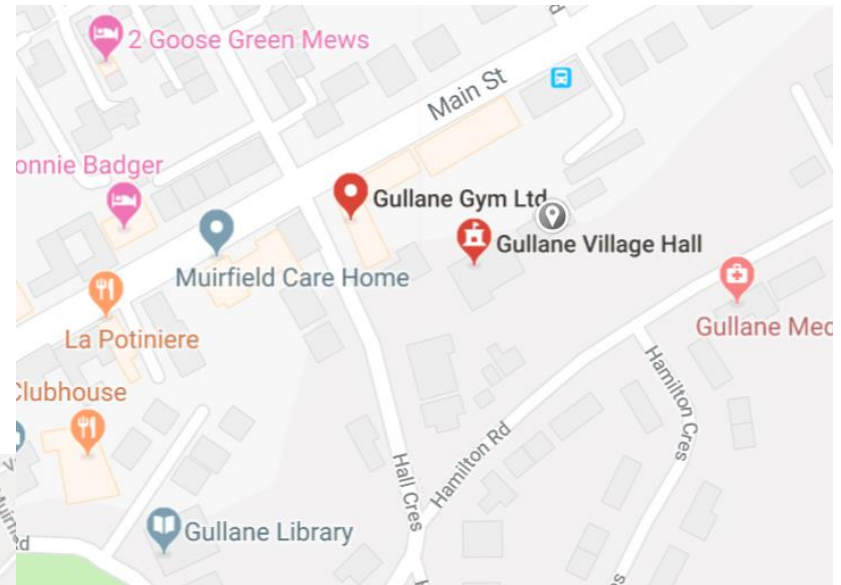 2 Goose Green Mews
Main St
onnie Badger
Gullane Gym Ltd
Gullane Village Hall
Muirfield Care Home
La Potiniere
Gullane Med
Hamilton Cres
Clubhouse
Hamilton Rd
Hall Cres
Gullane Library